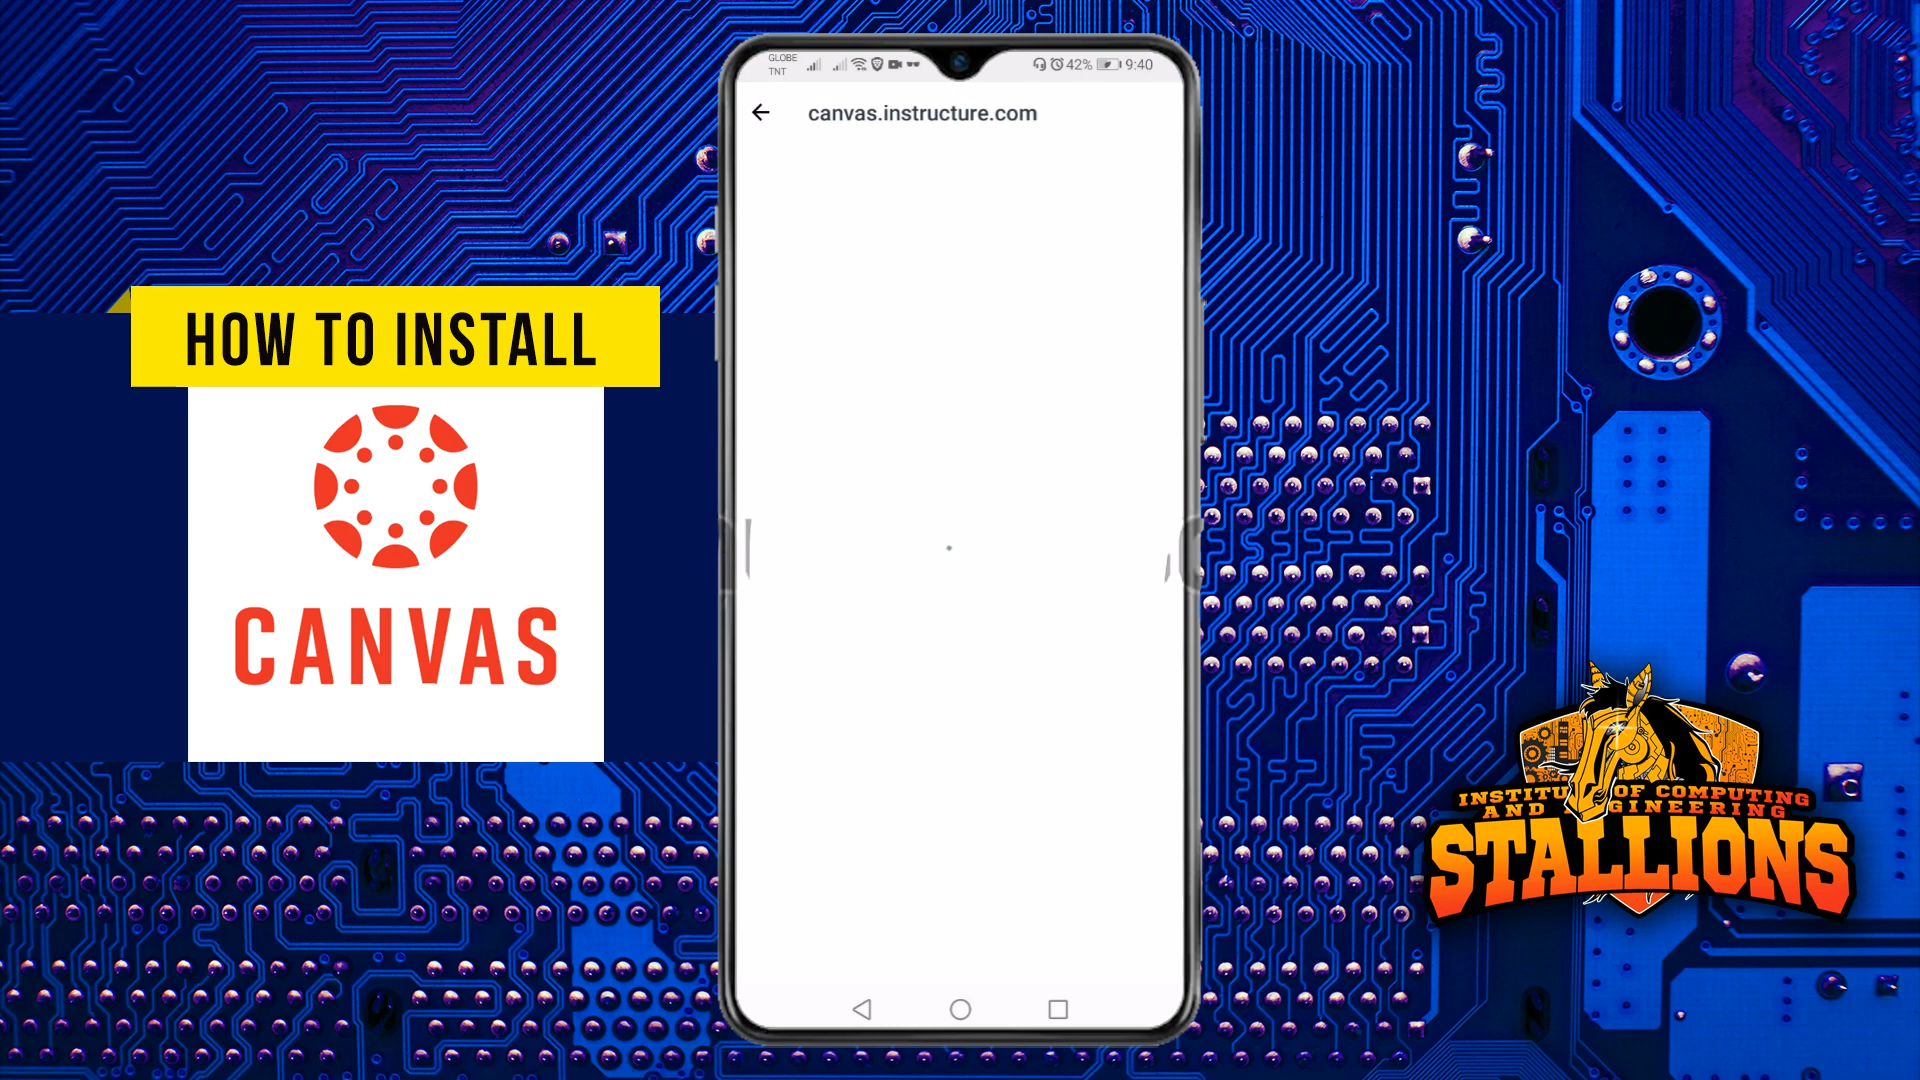 HOW TO INSTALL
CANVAS
GLOBE
TNT
42%
9:40
canvas.instructure.com
OF COMPUTING
AND
STALLIONS